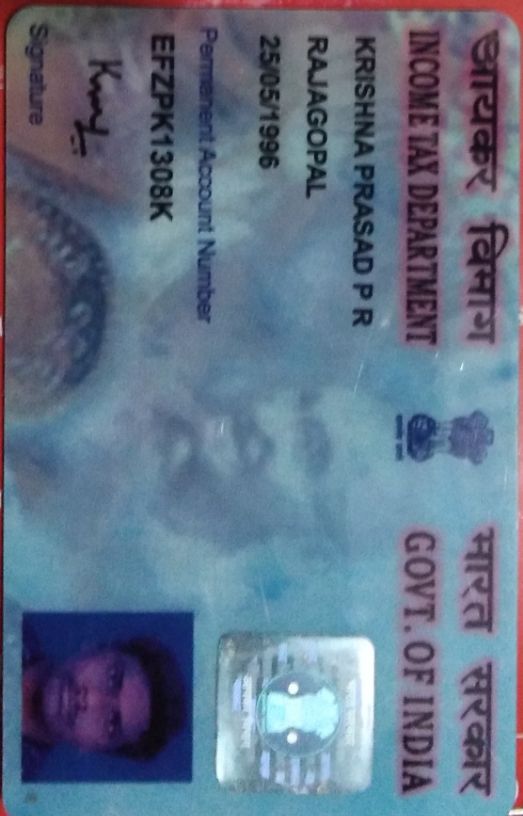 आयकर विभाग
INCOME TAX DEPARTMENT
भारत सरकार
GOVT. OF INDIA
KRISHNA PRASAD P R
RAJAGOPAL
25/05/1996
Permanent Account Number
EFZPK1308K
Signature